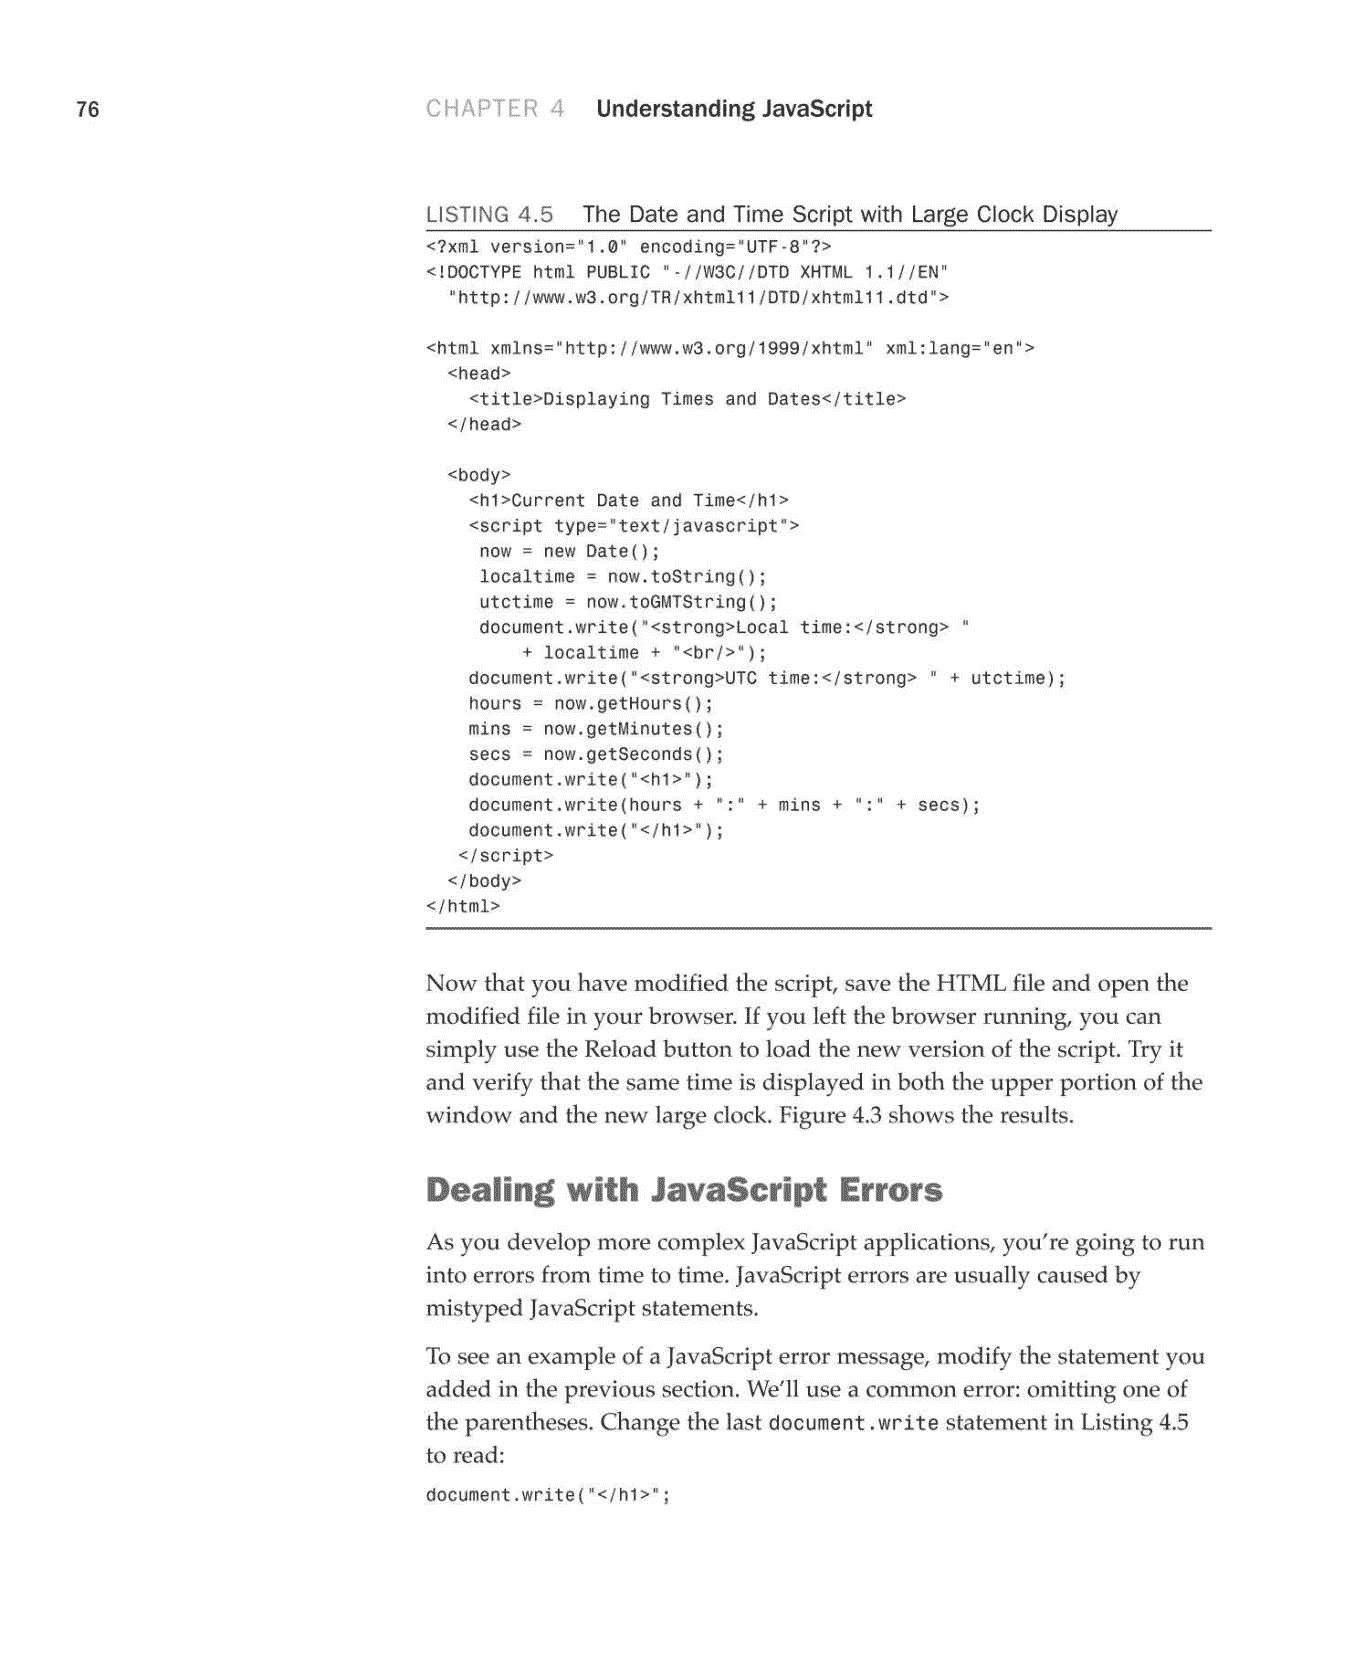 76 CHAPTER 4 Understanding JavaScript
LISTING 4.5 The Date and Time Script with Large Clock Display
<?xml version="1.0" encoding="UTF-8"?>
<!DOCTYPE html PUBLIC "-//W3C//DTD XHTML 1.1//EN"
  "http://www.w3.org/TR/xhtml11/DTD/xhtml11.dtd">

<html xmlns="http://www.w3.org/1999/xhtml" xml:lang="en">
  <head>
    <title>Displaying Times and Dates</title>
  </head>

  <body>
    <h1>Current Date and Time</h1>
    <script type="text/javascript">
     now = new Date();
     localtime = now.toString();
     utctime = now.toGMTString();
     document.write("<strong>Local time:</strong> "
         + localtime + "<br/>");
    document.write("<strong>UTC time:</strong> " + utctime);
    hours = now.getHours();
    mins = now.getMinutes();
    secs = now.getSeconds();
    document.write("<h1>");
    document.write(hours + ":" + mins + ":" + secs);
    document.write("</h1>");
   </script>
  </body>
</html>
Now that you have modified the script, save the HTML file and open the
modified file in your browser. If you left the browser running, you can
simply use the Reload button to load the new version of the script. Try it
and verify that the same time is displayed in both the upper portion of the
window and the new large clock. Figure 4.3 shows the results.
Dealing with JavaScript Errors
As you develop more complex JavaScript applications, you're going to run
into errors from time to time. JavaScript errors are usually caused by
mistyped JavaScript statements.
To see an example of a JavaScript error message, modify the statement you
added in the previous section. We'll use a common error: omitting one of
the parentheses. Change the last document.write statement in Listing 4.5
to read:
document.write("</h1>";